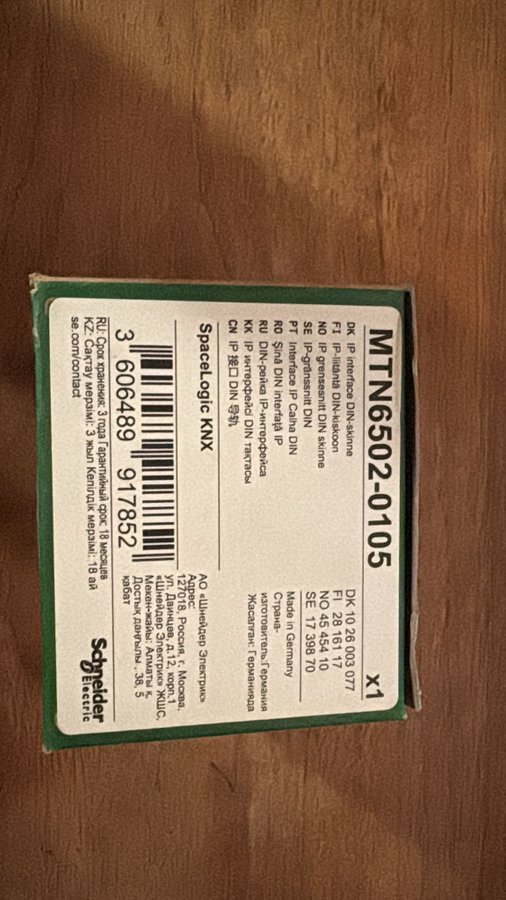 MTN6502-0105 x1
DK IP interface DIN-skinne
FI IP-liitäntä DIN-kiskoon
NO IP grensesnitt DIN skinne
SE IP-gränssnitt DIN
PT Interface IP Calha DIN
RO Şină DIN interfaţă IP
RU DIN-рейка IP-интерфейса
KK IP интерфейсі DIN тақтасы
CN IP 接口 DIN 导轨
DK 10 26 003 077
FI 28 161 17
NO 45 454 10
SE 17 398 70
Made in Germany
Страна-
изготовитель:Германия
Жасалған: Германияда
SpaceLogic KNX
АО «Шнейдер Электрик»
Адрес:
127018, Россия, г. Москва,
ул. Двинцев, д.12, корп.1
«Шнейдер Электрик» ЖШС,
Мекен-жайы: Алматы қ,
Достық даңғылы , 38, 5
қабат
3 606489 917852
RU: Срок хранения: 3 года Гарантийный срок: 18 месяцев
KZ: Сақтау мерзімі: 3 жыл Кепілдік мерзімі: 18 ай
se.com/contact
Schneider
Electric